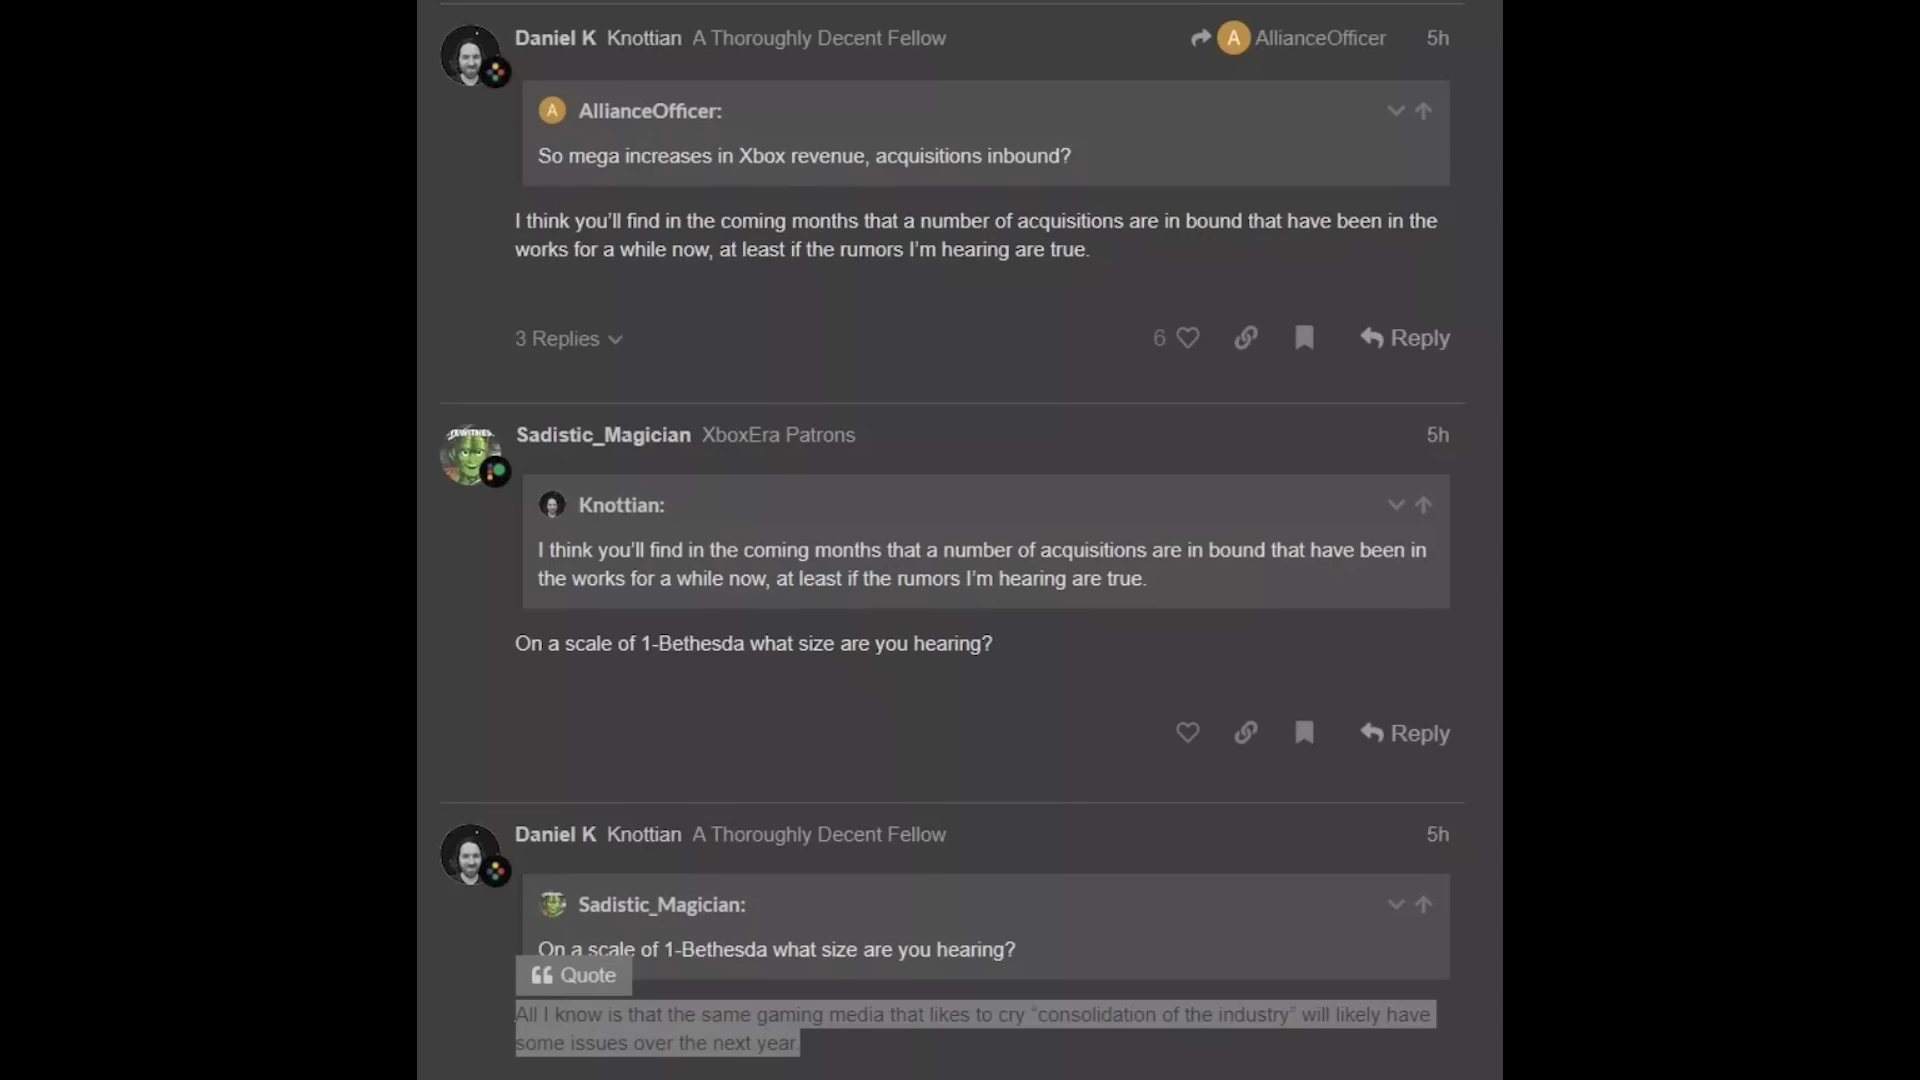 Daniel K Knottian A Thoroughly Decent Fellow A AllianceOfficer 5h
A AllianceOfficer:
So mega increases in Xbox revenue, acquisitions inbound?
I think you'll find in the coming months that a number of acquisitions are in bound that have been in the
works for a while now, at least if the rumors I'm hearing are true.
3 Replies 6 Reply
Sadistic_Magician XboxEra Patrons 5h
Knottian:
I think you'll find in the coming months that a number of acquisitions are in bound that have been in
the works for a while now, at least if the rumors I'm hearing are true.
On a scale of 1-Bethesda what size are you hearing?
Reply
Daniel K Knottian A Thoroughly Decent Fellow 5h
Sadistic_Magician:
On a scale of 1-Bethesda what size are you hearing?
Quote
All I know is that the same gaming media that likes to cry “consolidation of the industry” will likely have
some issues over the next year.